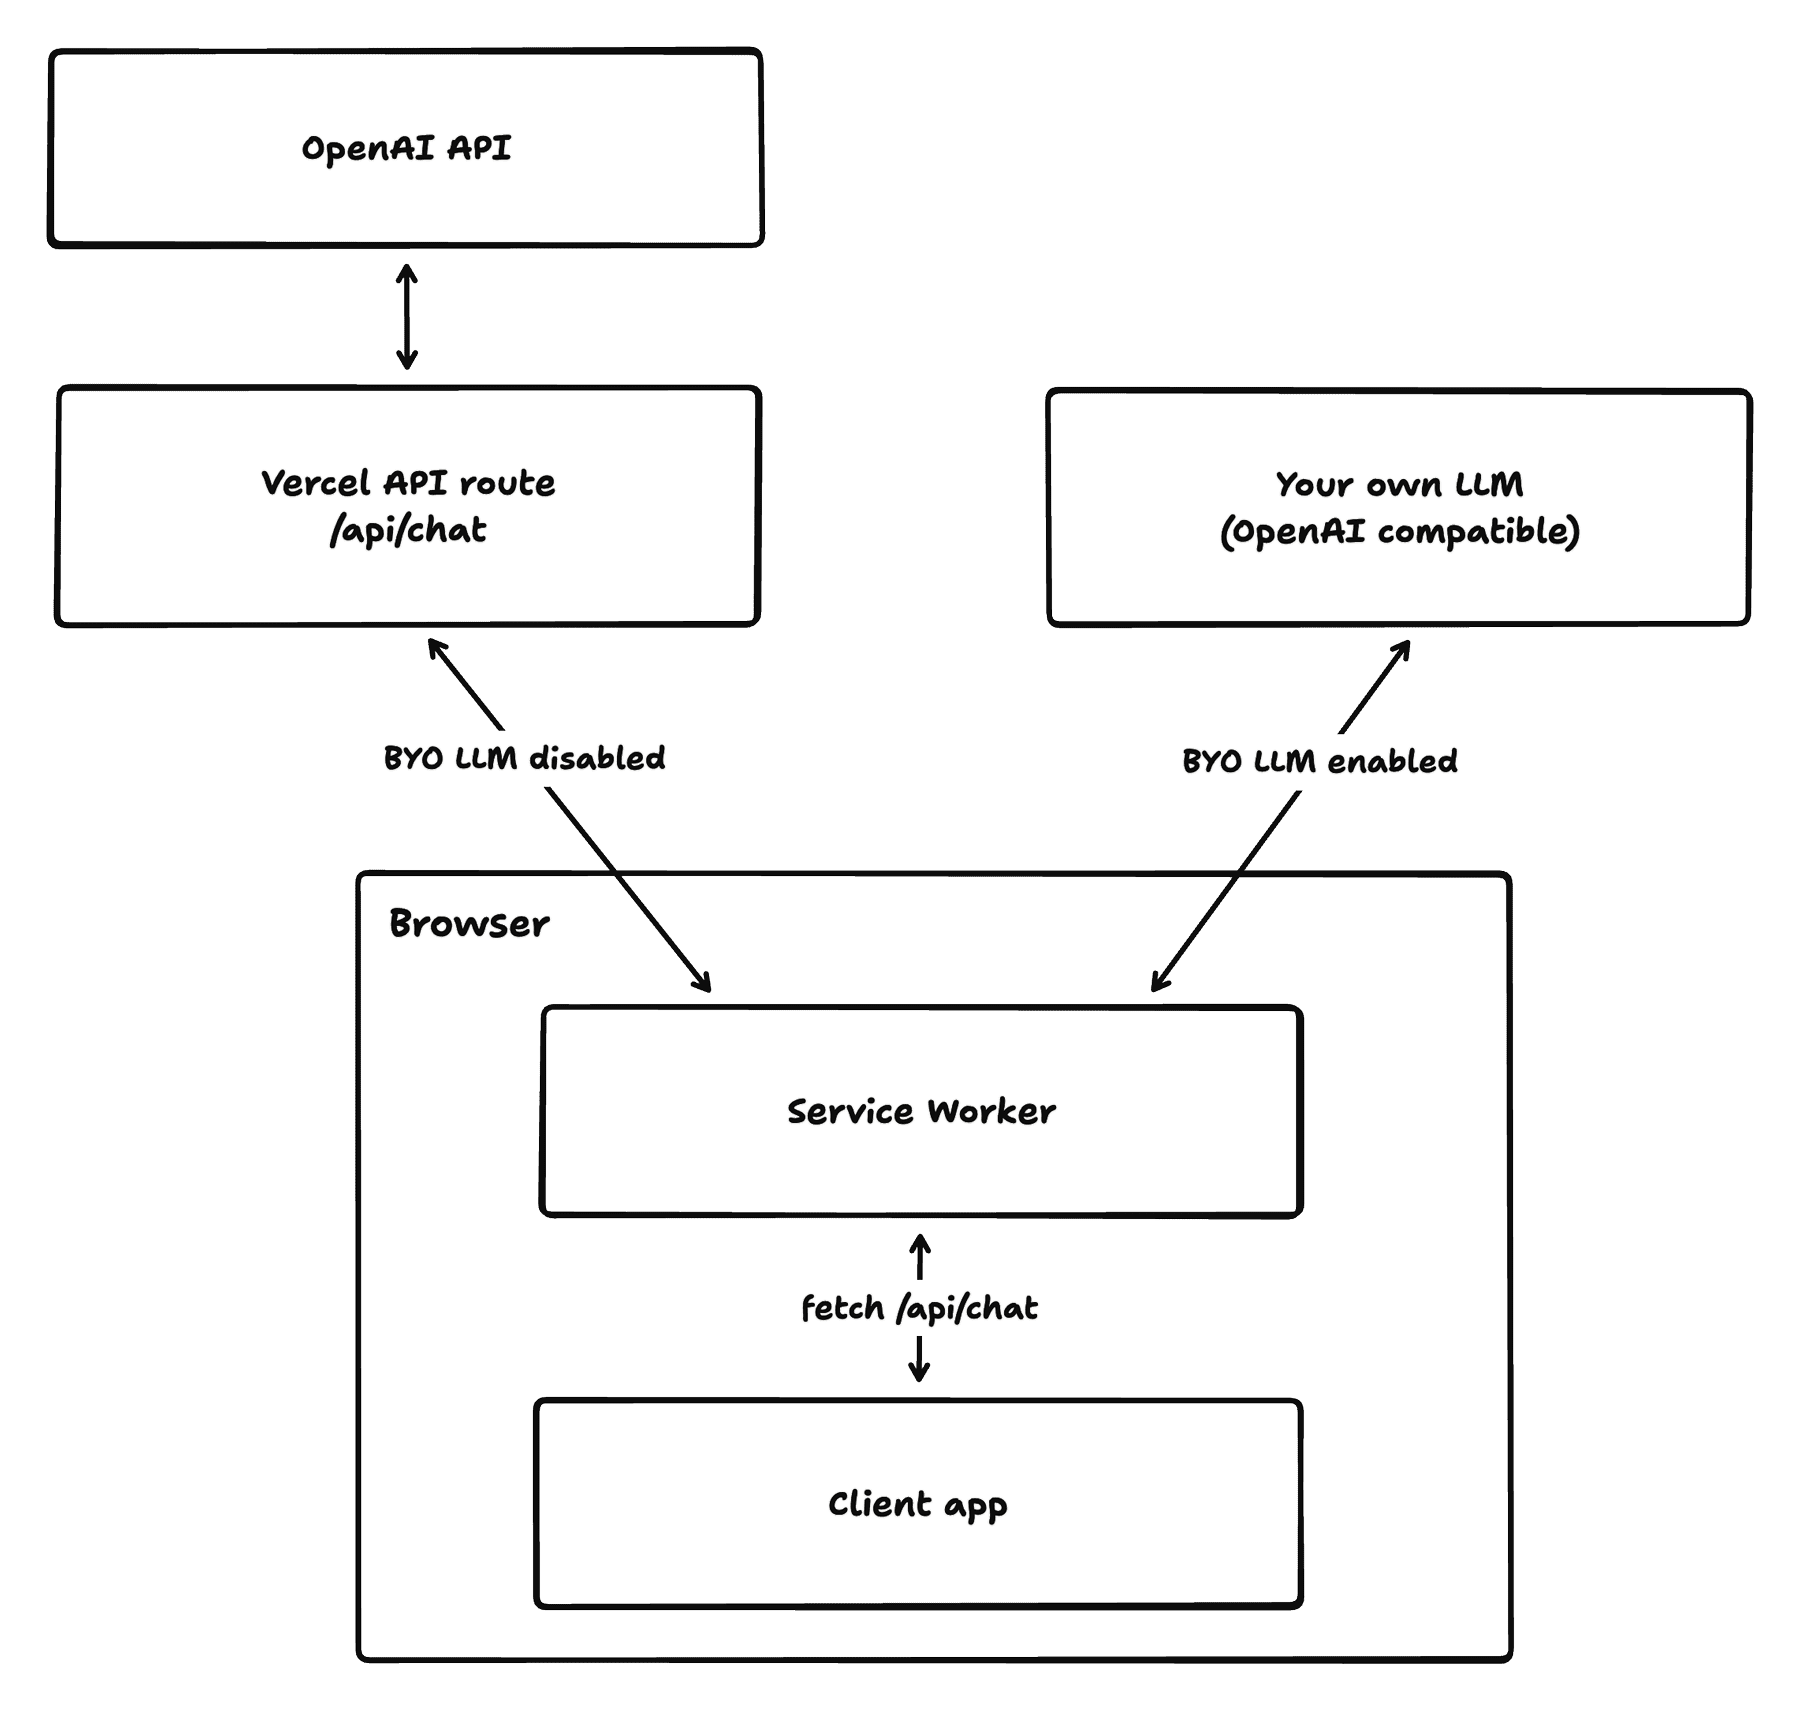 OpenAI API
Vercel API route
/api/chat
Your own LLM
(OpenAI compatible)
BYO LLM disabled
BYO LLM enabled
Browser
Service Worker
fetch /api/chat
Client app